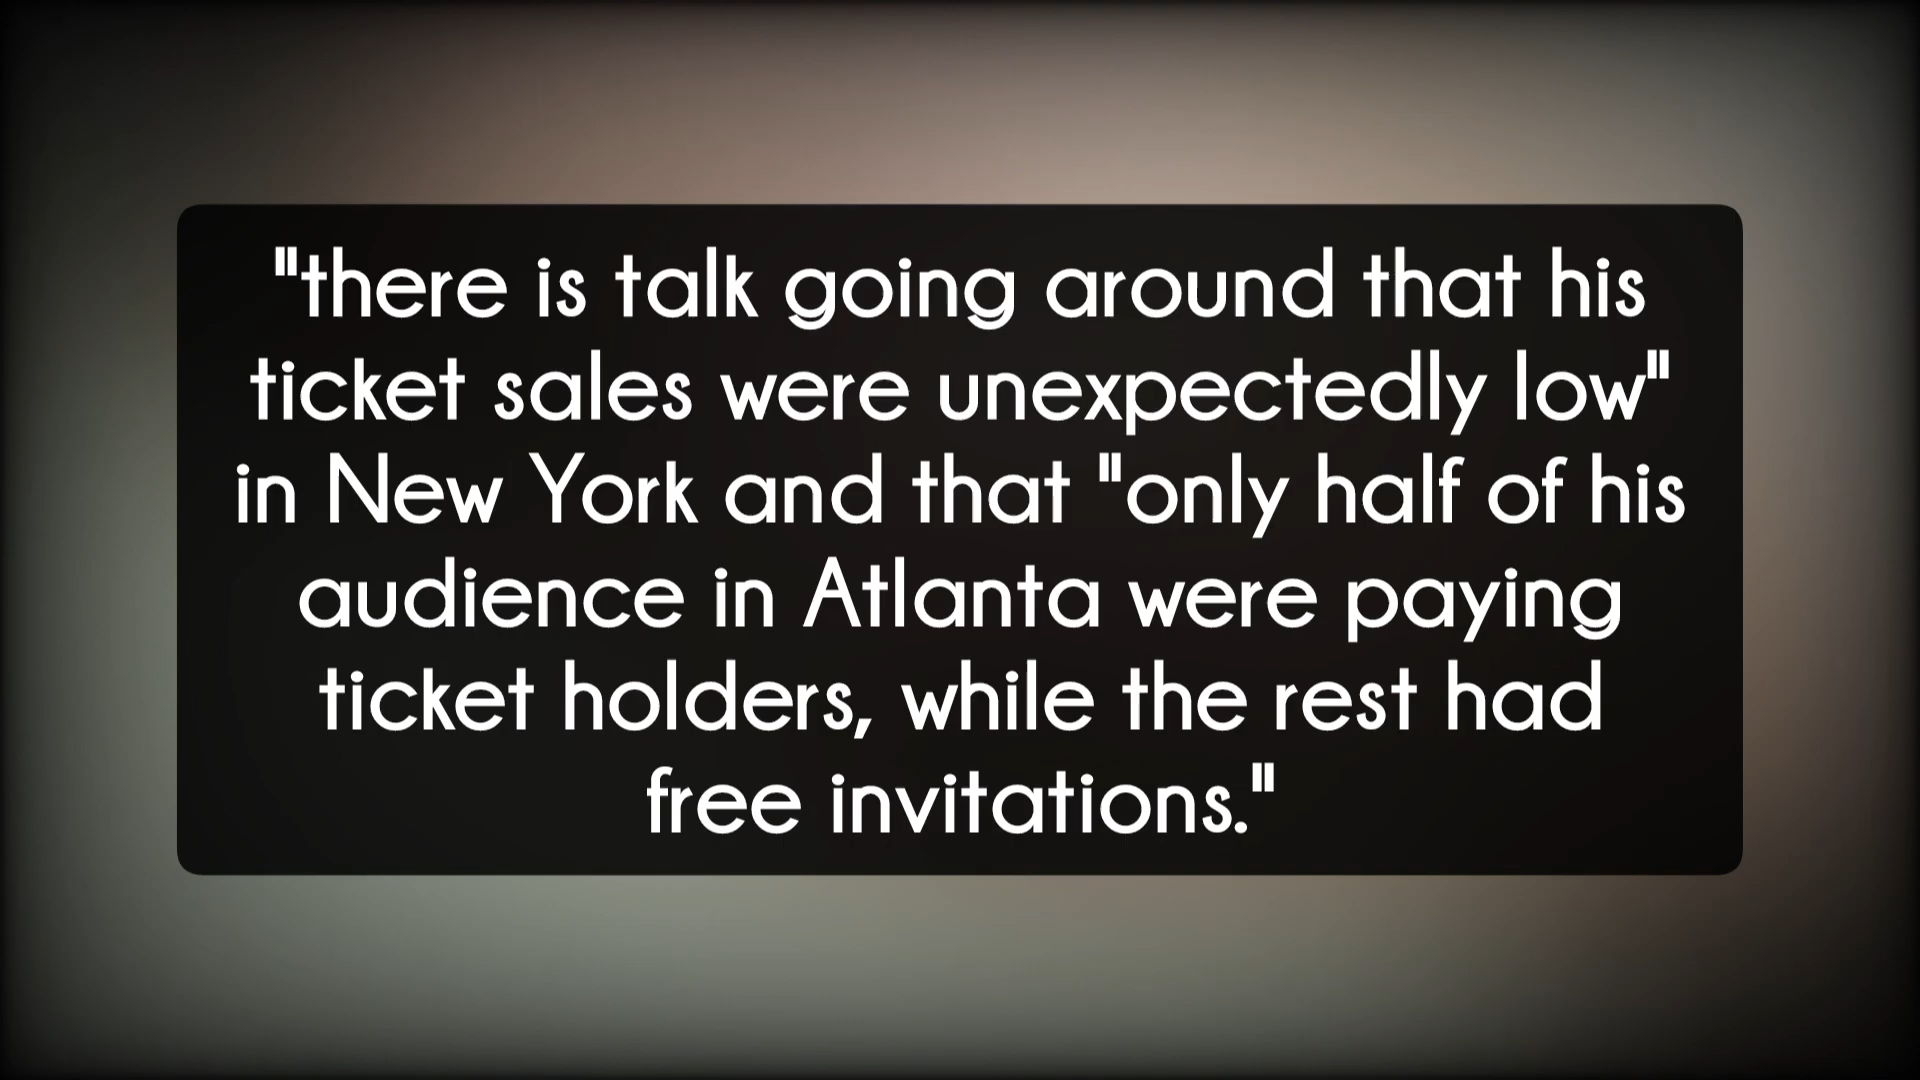 "there is talk going around that his
ticket sales were unexpectedly low"
in New York and that "only half of his
audience in Atlanta were paying
ticket holders, while the rest had
free invitations."